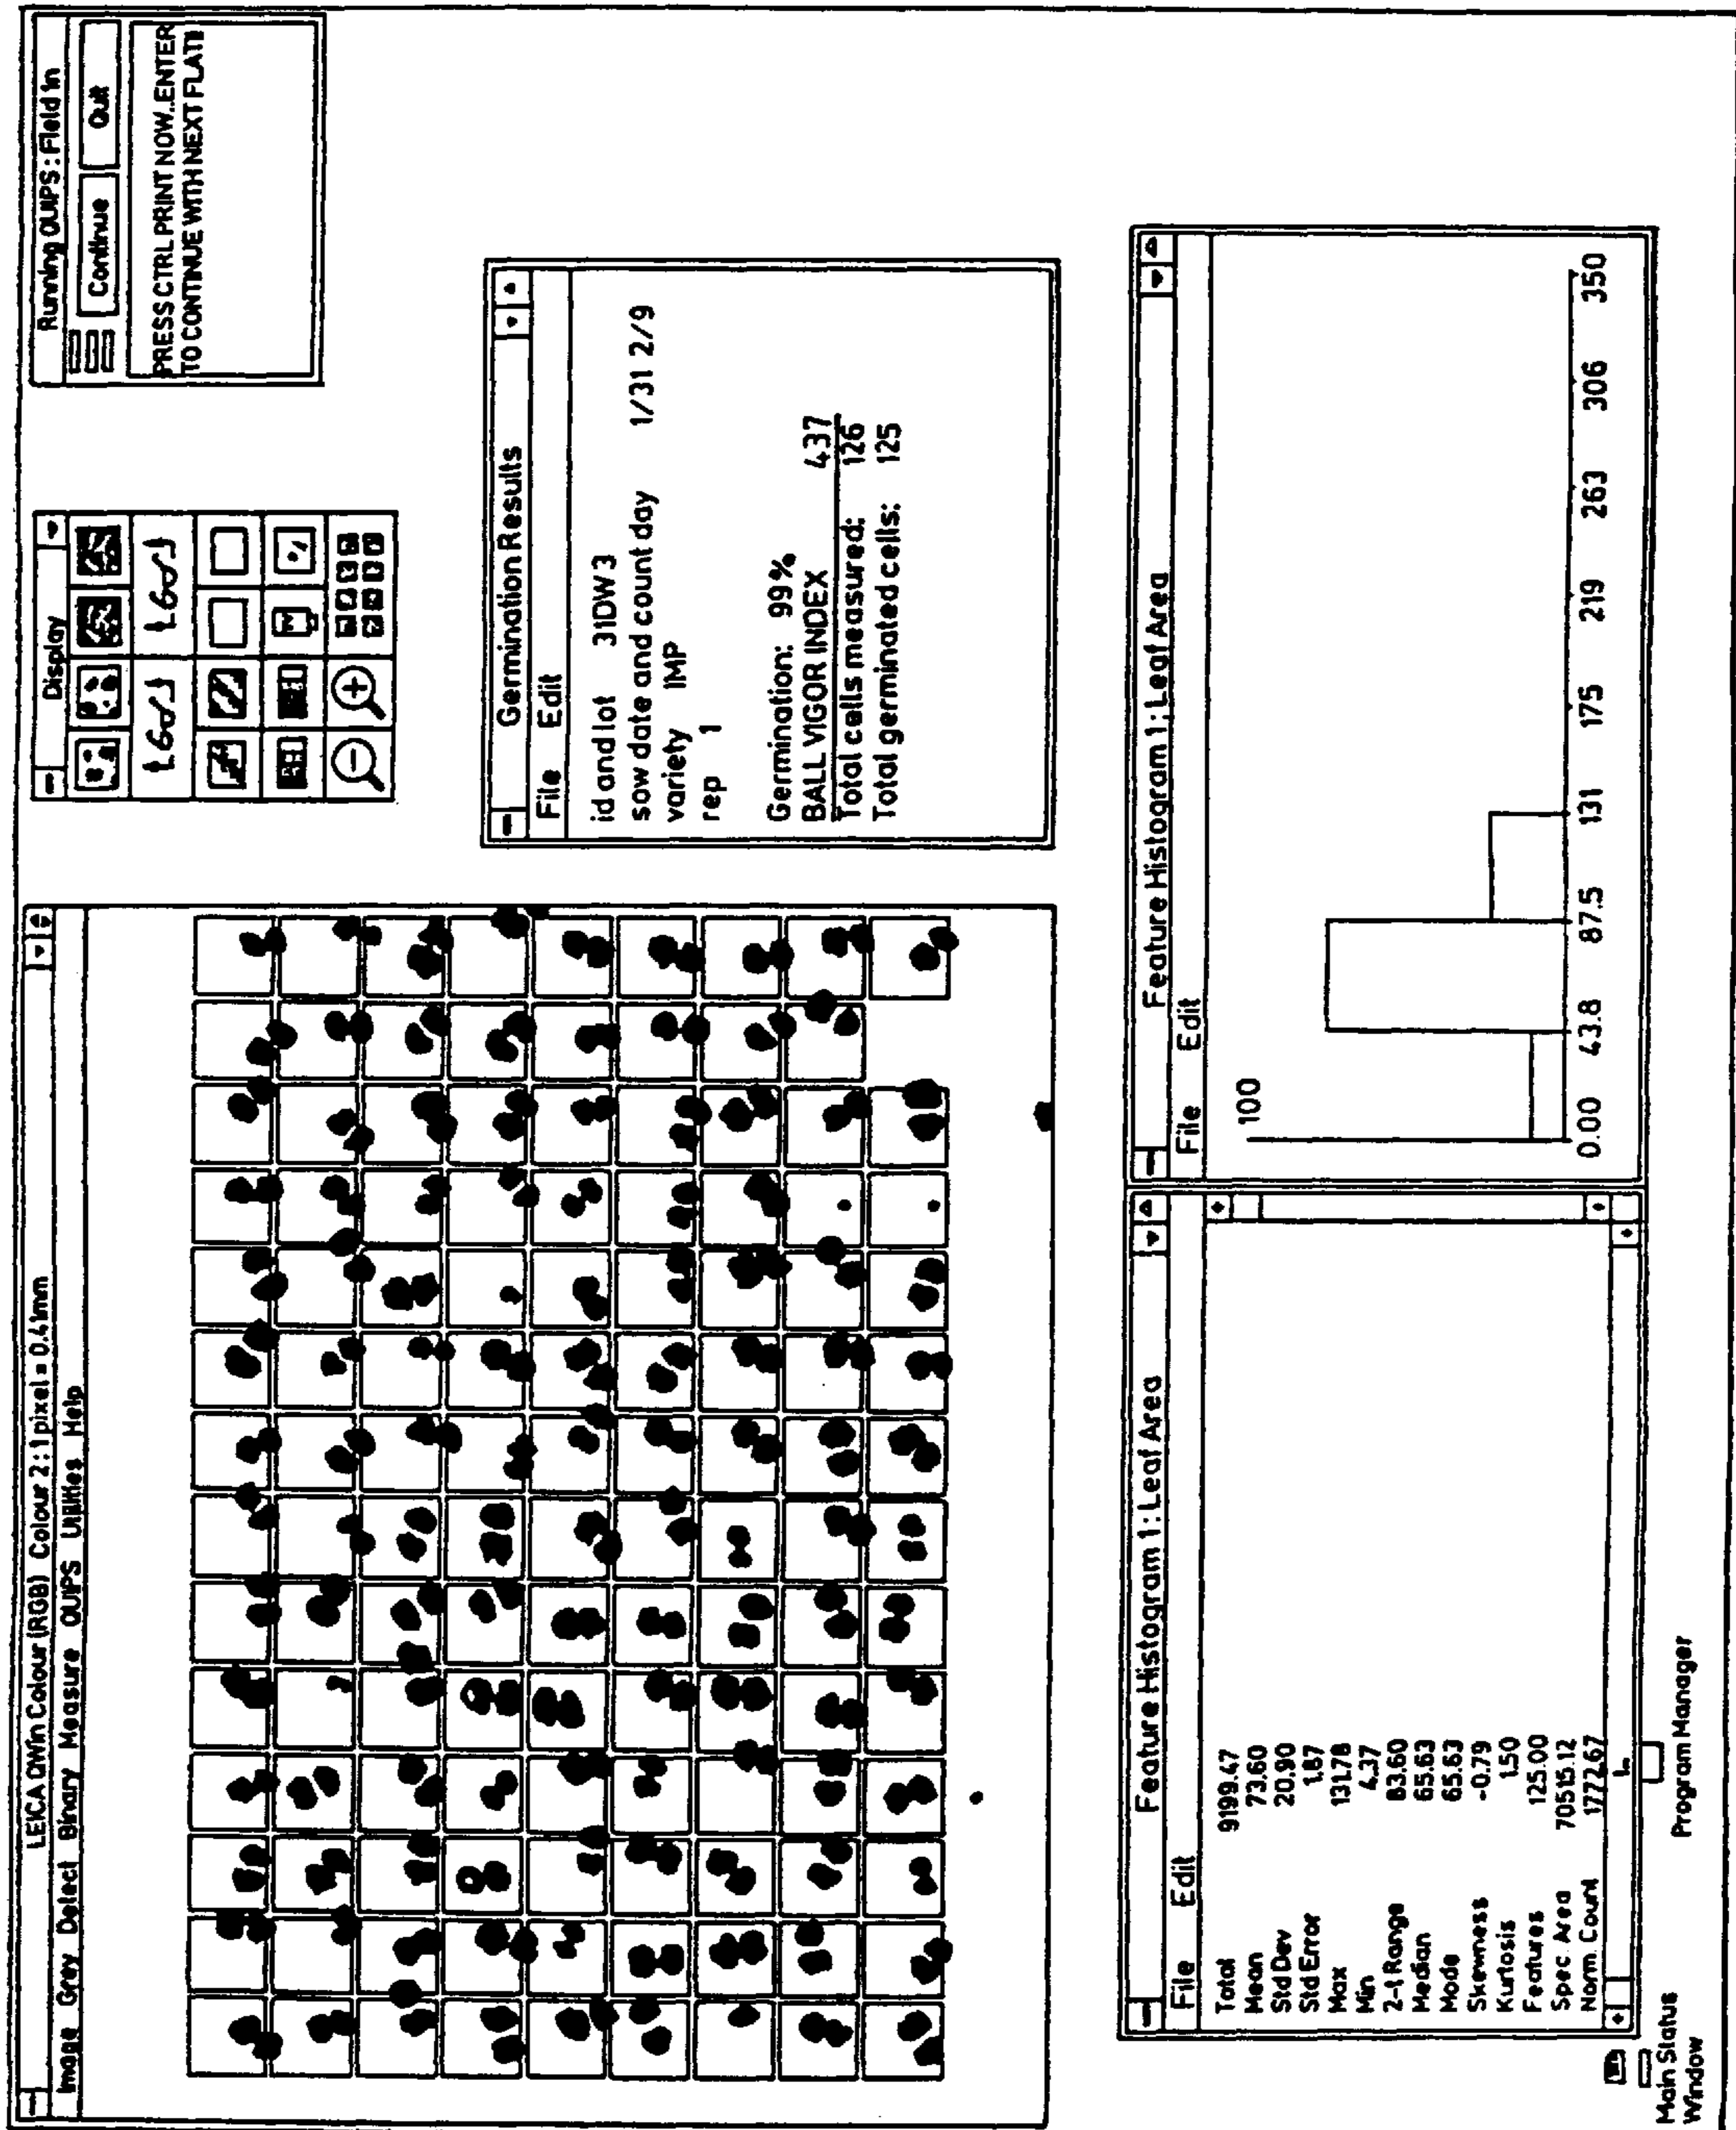 LEICA QWin Colour (RGB) Colour 2 : 1 pixel = 0.41mm
Image Grey Detect Binary Measure QUIPS Utilities Help
Display
Running QUIPS : Field In
Continue Quit
PRESS CTRL PRINT NOW..ENTER
TO CONTINUE WITH NEXT FLAT!!
Germination Results
File Edit
id and lot 31DW3
sow date and count day 1/31 2/9
variety IMP
rep 1
Germination: 99%
BALL VIGOR INDEX 437
Total cells measured: 126
Total germinated cells: 125
Feature Histogram 1 : Leaf Area
File Edit
Total 9199.47
Mean 73.60
Std Dev 20.90
Std Error 1.87
Max 131.78
Min 4.37
2-t Range 83.60
Median 65.63
Mode 65.63
Skewness -0.79
Kurtosis 1.50
Features 125.00
Spec. Area 70515.12
Norm. Count 1772.67
Feature Histogram 1 : Leaf Area
File Edit
100
0.00 43.8 87.5 131 175 219 263 306 350
Main Status
Window
Program Manager